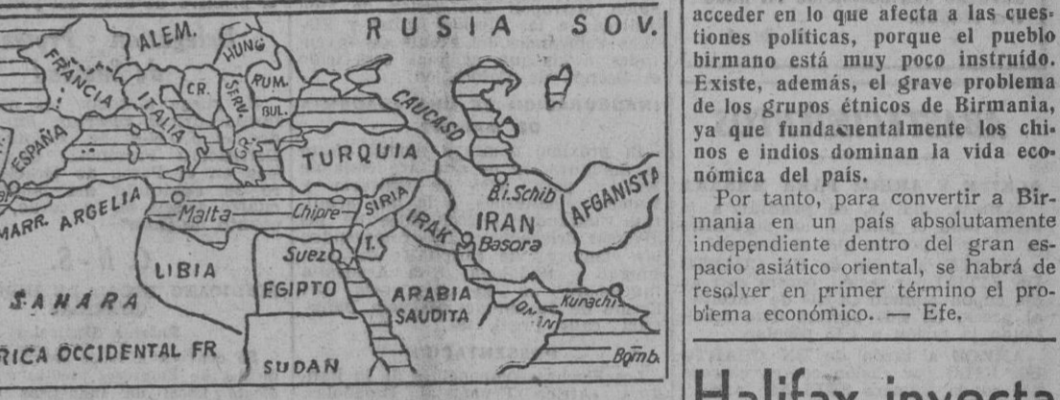 RUSIA SOV.
ALEM.
HUNG
FRANCIA
CR.
SERV.
RUM.
BUL.
ITALIA
CAUCASO
ESPAÑA
GR.
TURQUIA
MARR.
ARGELIA
Malta
Chipre
SIRIA
IRAK
IRAN
B.i.Schib
AFGANISTA
Basora
Suez
T.
LIBIA
EGIPTO
ARABIA
SAUDITA
OMÁN
Kurachi
SAHARA
RICA OCCIDENTAL FR
SUDAN
Bomb.
acceder en lo que afecta a las cues-
tiones políticas, porque el pueblo
birmano está muy poco instruído.
Existe, además, el grave problema
de los grupos étnicos de Birmania,
ya que fundamentalmente los chi-
nos e indios dominan la vida eco-
nómica del país.
Por tanto, para convertir a Bir-
mania en un país absolutamente
independiente dentro del gran es-
pacio asiático oriental, se habrá de
resolver en primer término el pro-
blema económico. — Efe.
Halifax inyecta